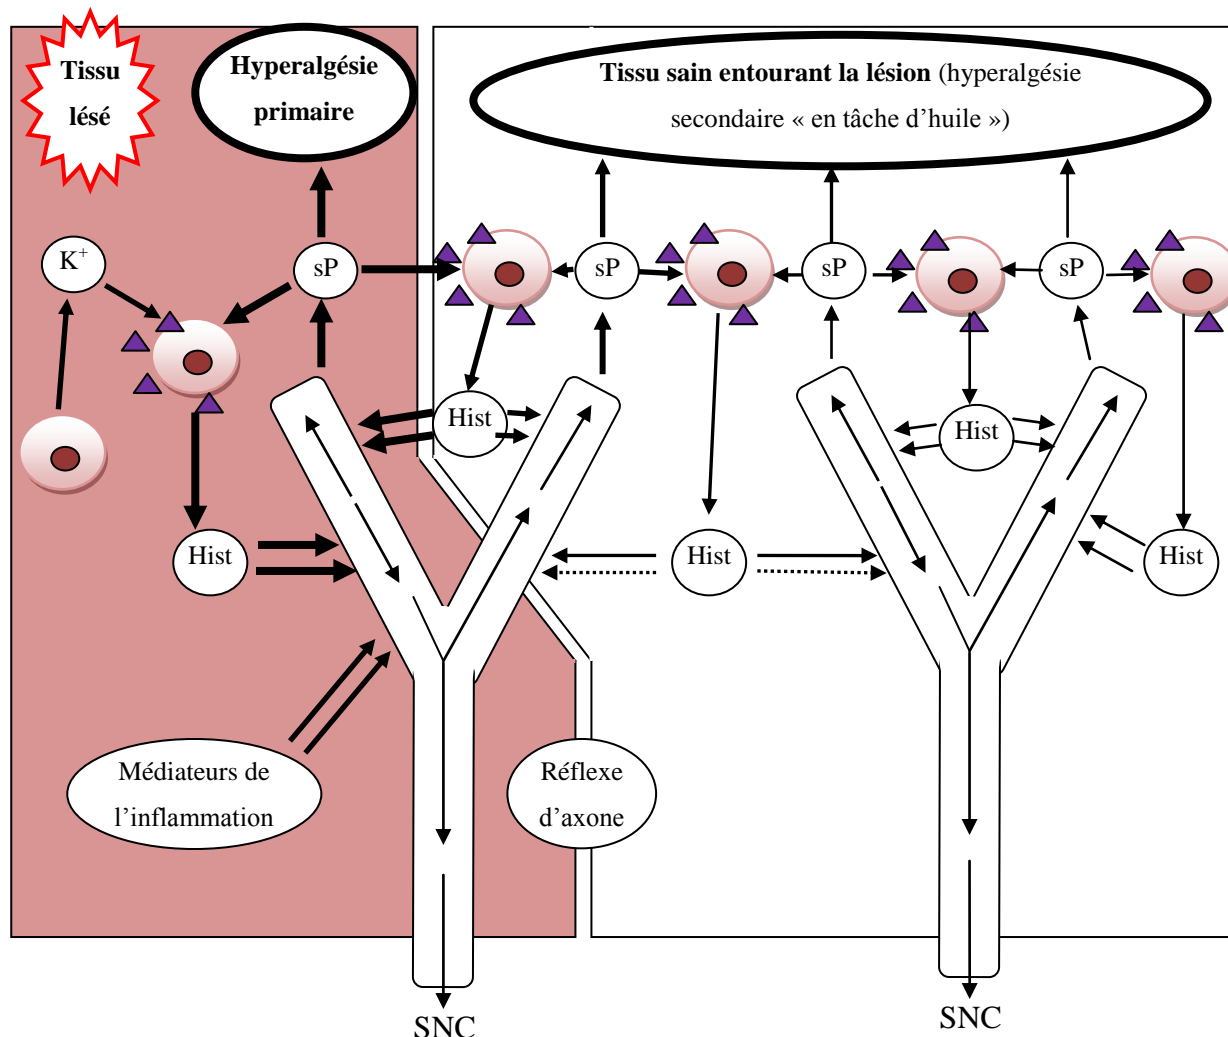 Tissu
lésé
Hyperalgésie
primaire
Tissu sain entourant la lésion (hyperalgésie
secondaire « en tâche d’huile »)
K+
sP
sP
sP
sP
Hist
Hist
Hist
Hist
Hist
Médiateurs de
l’inflammation
Réflexe
d’axone
SNC
SNC